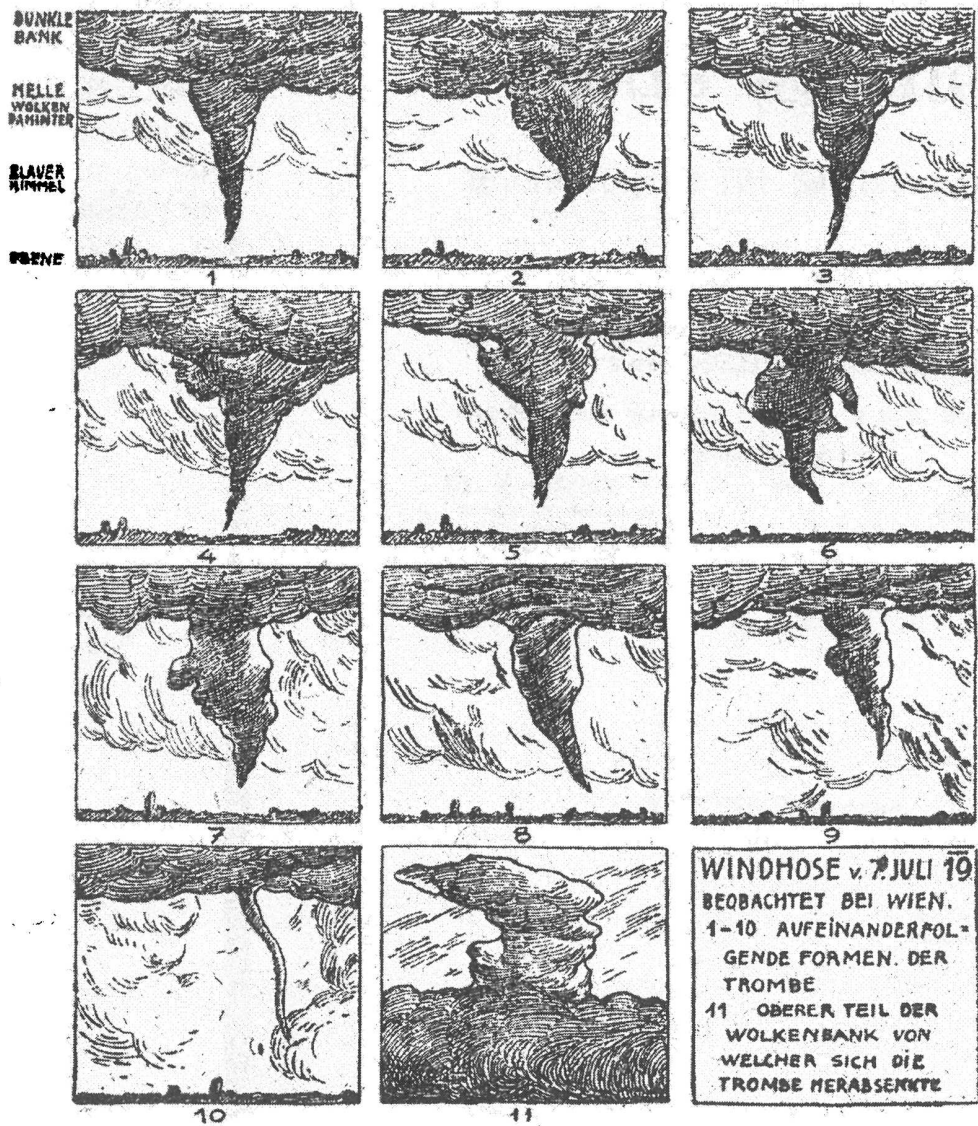 DUNKLE
BANK
HELLE
WOLKEN
DAHINTER
BLAUER
HIMMEL
EBENE
1
2
3
4
5
6
7
8
9
10
11
WINDHOSE v. 7. JULI 19
BEOBACHTET BEI WIEN.
1-10 AUFEINANDERFOL=
GENDE FORMEN DER
TROMBE
11 OBERER TEIL DER
WOLKENBANK VON
WELCHER SICH DIE
TROMBE HERABSENKTE